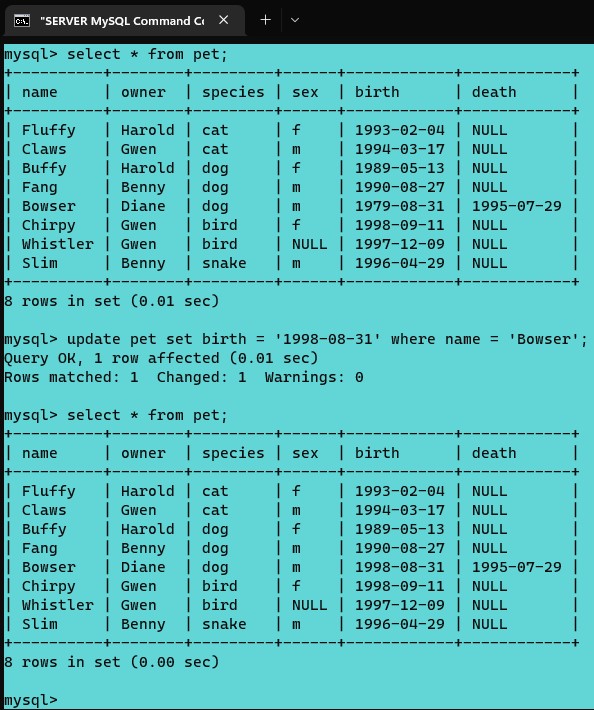 "SERVER MySQL Command Co
mysql> select * from pet;
+----------+--------+---------+------+------------+------------+
| name     | owner  | species | sex  | birth      | death      |
+----------+--------+---------+------+------------+------------+
| Fluffy   | Harold | cat     | f    | 1993-02-04 | NULL       |
| Claws    | Gwen   | cat     | m    | 1994-03-17 | NULL       |
| Buffy    | Harold | dog     | f    | 1989-05-13 | NULL       |
| Fang     | Benny  | dog     | m    | 1990-08-27 | NULL       |
| Bowser   | Diane  | dog     | m    | 1979-08-31 | 1995-07-29 |
| Chirpy   | Gwen   | bird    | f    | 1998-09-11 | NULL       |
| Whistler | Gwen   | bird    | NULL | 1997-12-09 | NULL       |
| Slim     | Benny  | snake   | m    | 1996-04-29 | NULL       |
+----------+--------+---------+------+------------+------------+
8 rows in set (0.01 sec)
mysql> update pet set birth = '1998-08-31' where name = 'Bowser';
Query OK, 1 row affected (0.01 sec)
Rows matched: 1  Changed: 1  Warnings: 0
mysql> select * from pet;
+----------+--------+---------+------+------------+------------+
| name     | owner  | species | sex  | birth      | death      |
+----------+--------+---------+------+------------+------------+
| Fluffy   | Harold | cat     | f    | 1993-02-04 | NULL       |
| Claws    | Gwen   | cat     | m    | 1994-03-17 | NULL       |
| Buffy    | Harold | dog     | f    | 1989-05-13 | NULL       |
| Fang     | Benny  | dog     | m    | 1990-08-27 | NULL       |
| Bowser   | Diane  | dog     | m    | 1998-08-31 | 1995-07-29 |
| Chirpy   | Gwen   | bird    | f    | 1998-09-11 | NULL       |
| Whistler | Gwen   | bird    | NULL | 1997-12-09 | NULL       |
| Slim     | Benny  | snake   | m    | 1996-04-29 | NULL       |
+----------+--------+---------+------+------------+------------+
8 rows in set (0.00 sec)
mysql>